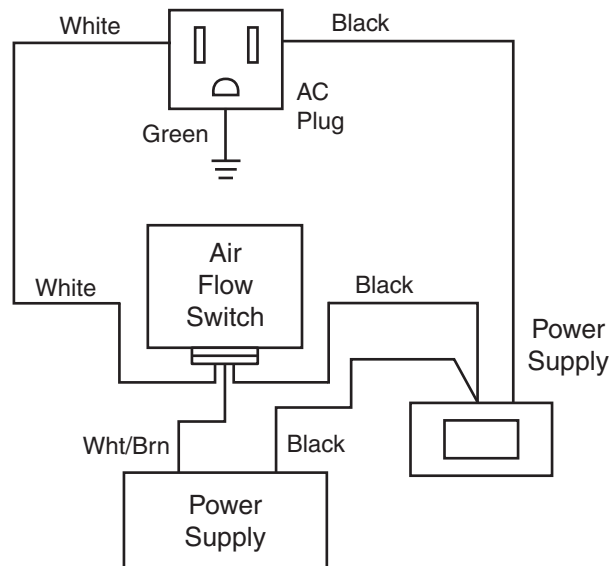 White
Black
AC
Plug
Green
Air
Flow
Switch
White
Black
Power
Supply
Wht/Brn
Black
Power
Supply